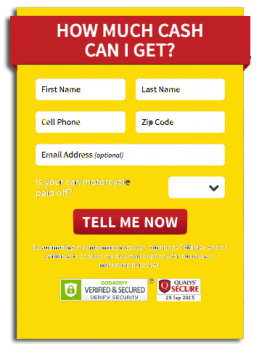 HOW MUCH CASH
CAN I GET?
First Name
Last Name
Cell Phone
Zip Code
Email Address (optional)
Is your car/motorcycle
paid off?
TELL ME NOW
GODADDY
VERIFIED & SECURED
VERIFY SECURITY
QUALYS
SECURE
29 Sep 2015